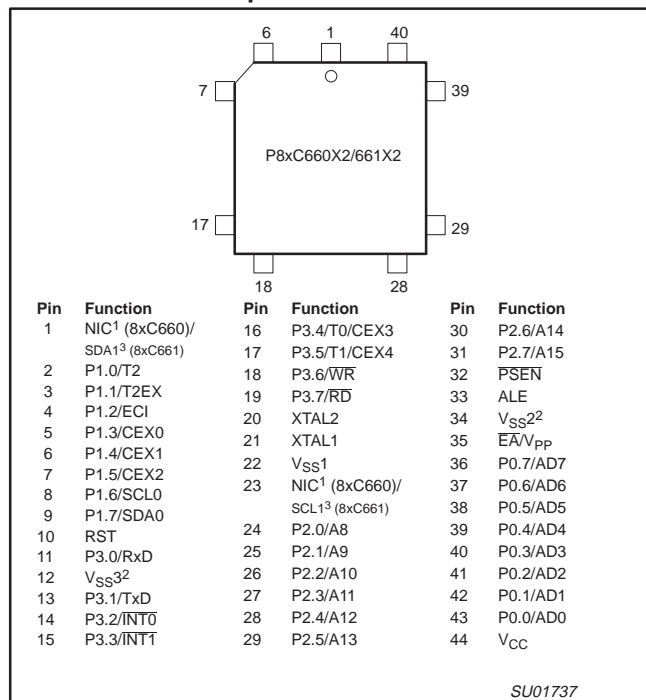 6 1 40
7 39
P8xC660X2/661X2
17 29
18 28
Pin Function
1 NIC¹ (8xC660)/
SDA1³ (8xC661)
2 P1.0/T2
3 P1.1/T2EX
4 P1.2/ECI
5 P1.3/CEX0
6 P1.4/CEX1
7 P1.5/CEX2
8 P1.6/SCL0
9 P1.7/SDA0
10 RST
11 P3.0/RxD
12 VSS3²
13 P3.1/TxD
14 P3.2/INT0
15 P3.3/INT1
Pin Function
16 P3.4/T0/CEX3
17 P3.5/T1/CEX4
18 P3.6/WR
19 P3.7/RD
20 XTAL2
21 XTAL1
22 VSS1
23 NIC¹ (8xC660)/
SCL1³ (8xC661)
24 P2.0/A8
25 P2.1/A9
26 P2.2/A10
27 P2.3/A11
28 P2.4/A12
29 P2.5/A13
Pin Function
30 P2.6/A14
31 P2.7/A15
32 PSEN
33 ALE
34 VSS2²
35 EA/VPP
36 P0.7/AD7
37 P0.6/AD6
38 P0.5/AD5
39 P0.4/AD4
40 P0.3/AD3
41 P0.2/AD2
42 P0.1/AD1
43 P0.0/AD0
44 VCC
SU01737